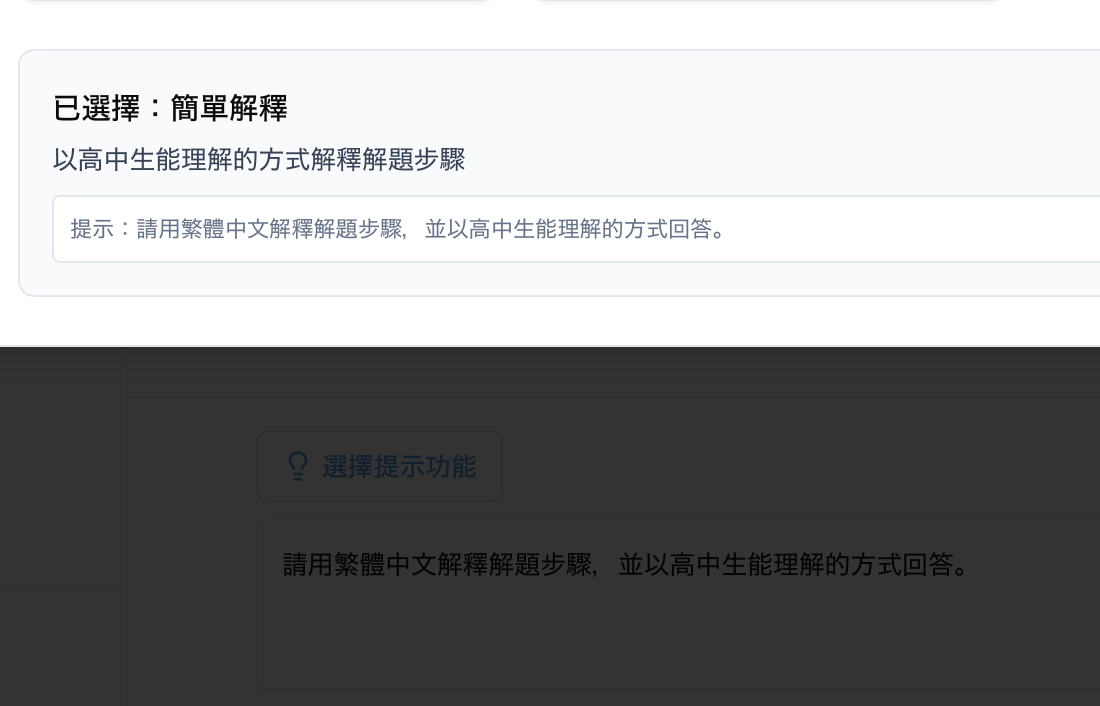 已選擇：簡單解釋
以高中生能理解的方式解釋解題步驟
提示：請用繁體中文解釋解題步驟，並以高中生能理解的方式回答。
選擇提示功能
請用繁體中文解釋解題步驟，並以高中生能理解的方式回答。